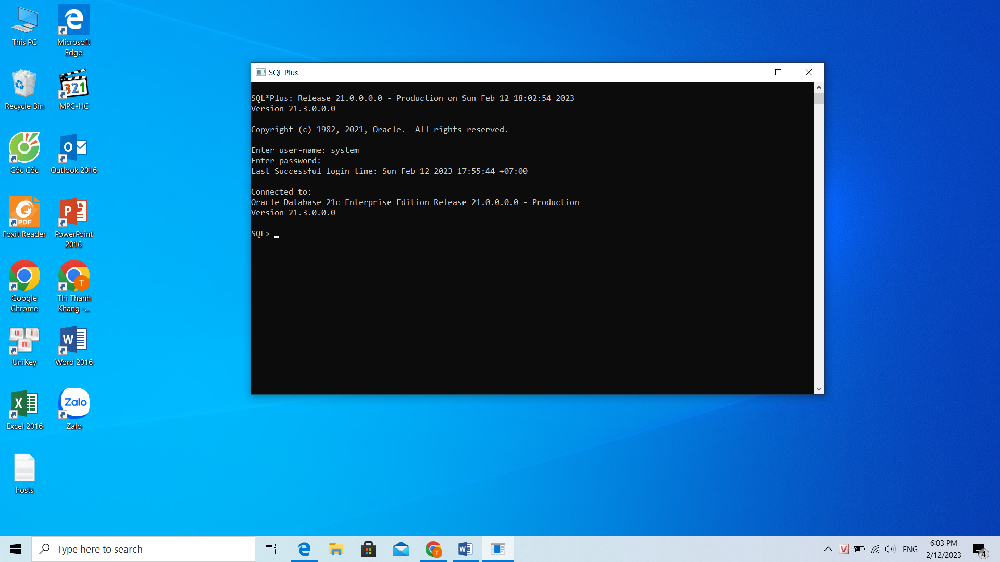 This PC
Microsoft
Edge
Recycle Bin
321
MPC-HC
Cốc Cốc
Outlook 2016
PDF
Foxit Reader
PowerPoint
2016
Google
Chrome
T
Thị Thanh
Khang -...
u i
n
UniKey
Word 2016
Excel 2016
Zalo
Zalo
hosts
SQL Plus
SQL*Plus: Release 21.0.0.0.0 - Production on Sun Feb 12 18:02:54 2023
Version 21.3.0.0.0
Copyright (c) 1982, 2021, Oracle.  All rights reserved.
Enter user-name: system
Enter password:
Last Successful login time: Sun Feb 12 2023 17:55:44 +07:00
Connected to:
Oracle Database 21c Enterprise Edition Release 21.0.0.0.0 - Production
Version 21.3.0.0.0
SQL>
Type here to search
ENG
6:03 PM
2/12/2023
4